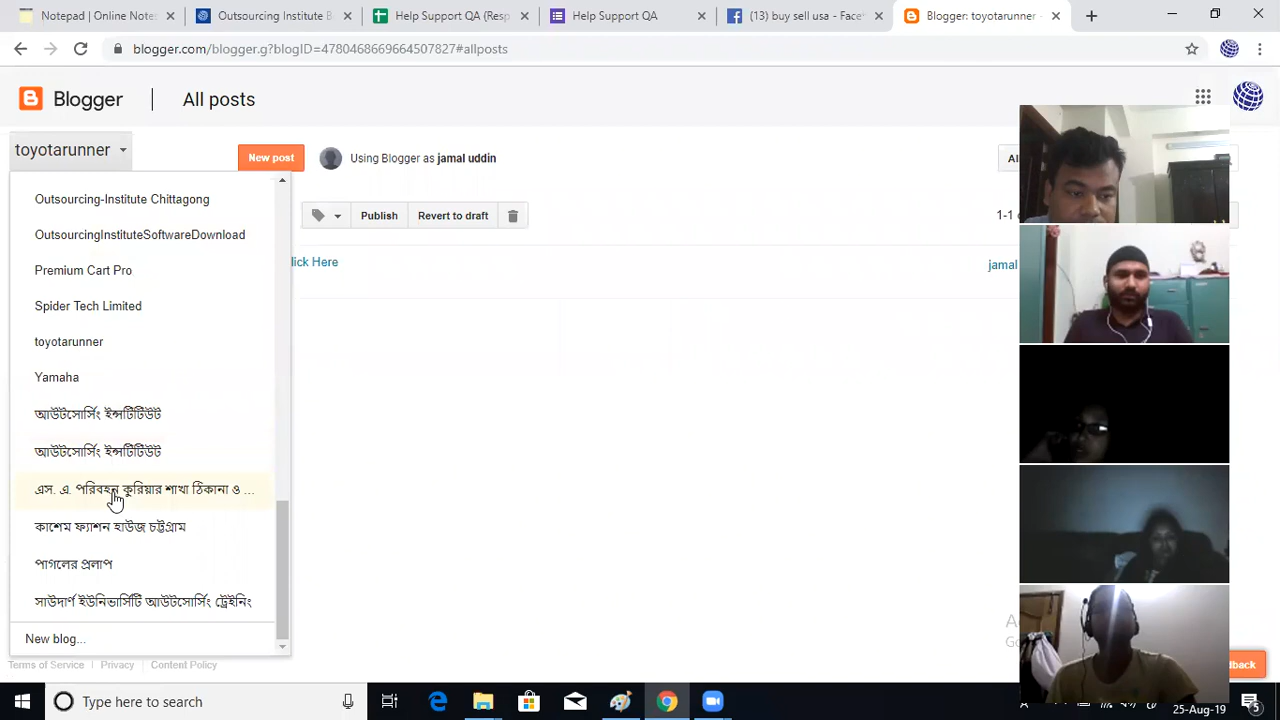 Notepad | Online Note
Outsourcing Institute B
Help Support QA (Resp
Help Support QA
(13) buy sell usa - Face
Blogger: toyotarunner -
blogger.com/blogger.g?blogID=4780468669664507827#allposts
Blogger
All posts
toyotarunner
New post
Using Blogger as jamal uddin
Publish
Revert to draft
1-1
lick Here
jamal
Outsourcing-Institute Chittagong
OutsourcingInstituteSoftwareDownload
Premium Cart Pro
Spider Tech Limited
toyotarunner
Yamaha
আউটসোর্সিং ইন্সটিটিউট
আউটসোর্সিং ইন্সটিটিউট
এস. এ. পরিবহন কুরিয়ার শাখা ঠিকানা ও ...
কাশেম ফ্যাশন হাউজ চট্টগ্রাম
পাগলের প্রলাপ
সাউদার্ণ ইউনিভার্সিটি আউটসোর্সিং ট্রেইনিং
New blog...
Terms of Service | Privacy | Content Policy
back
Type here to search
25-Aug-19
5